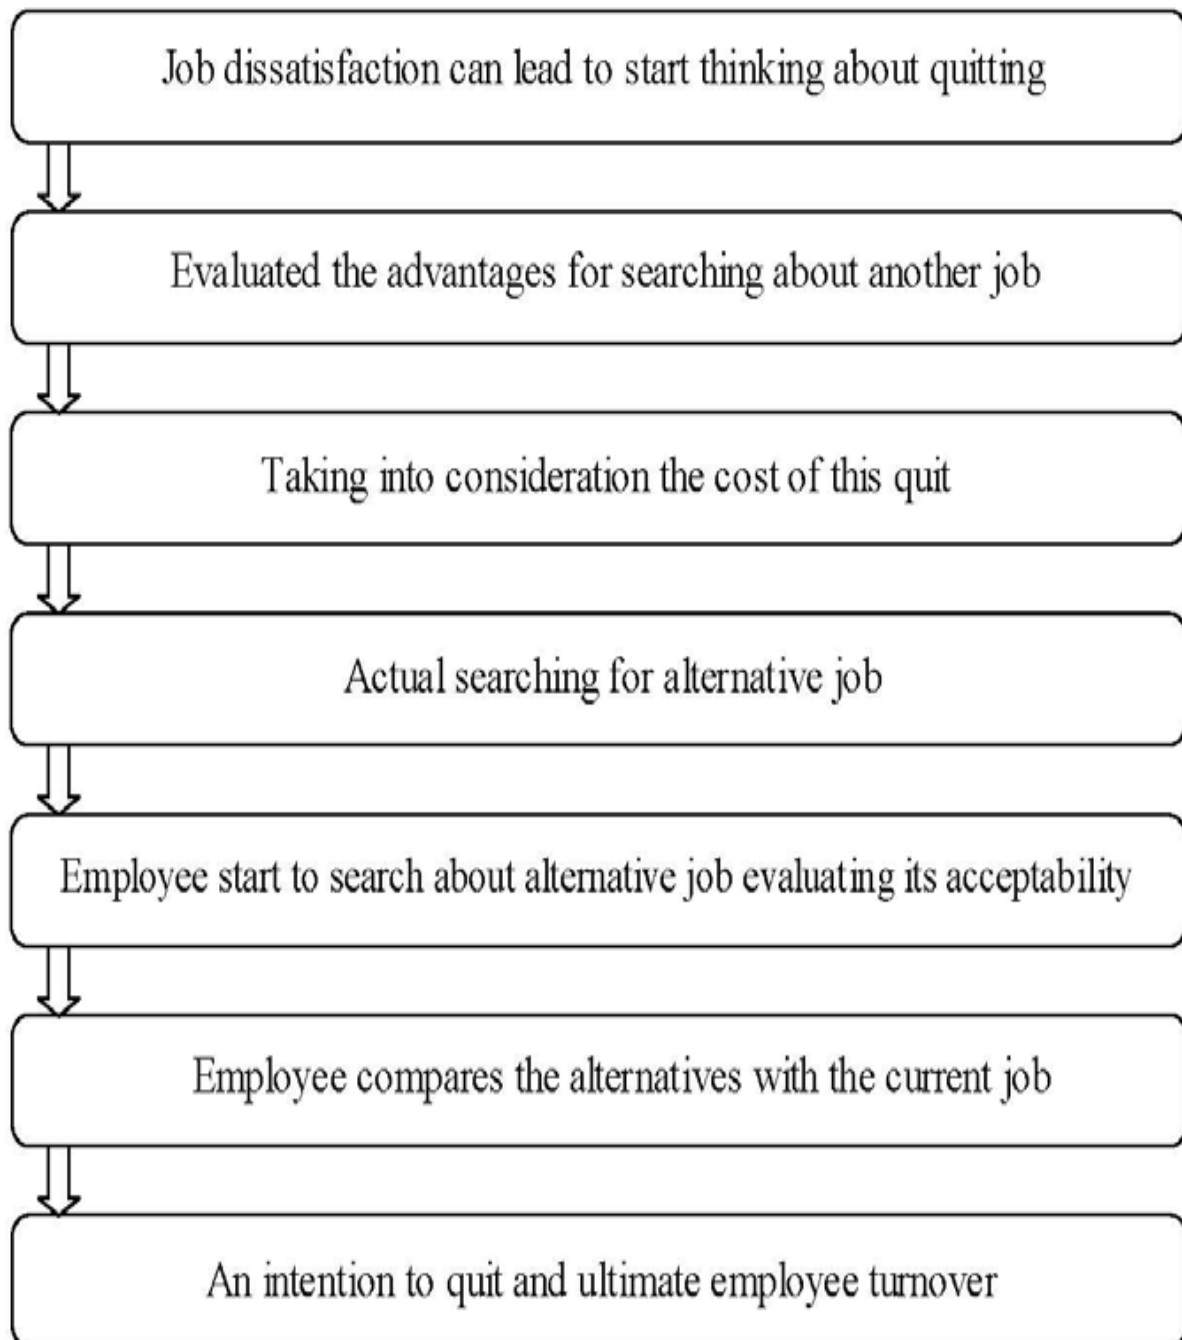 Job dissatisfaction can lead to start thinking about quitting
Evaluated the advantages for searching about another job
Taking into consideration the cost of this quit
Actual searching for alternative job
Employee start to search about alternative job evaluating its acceptability
Employee compares the alternatives with the current job
An intention to quit and ultimate employee turnover